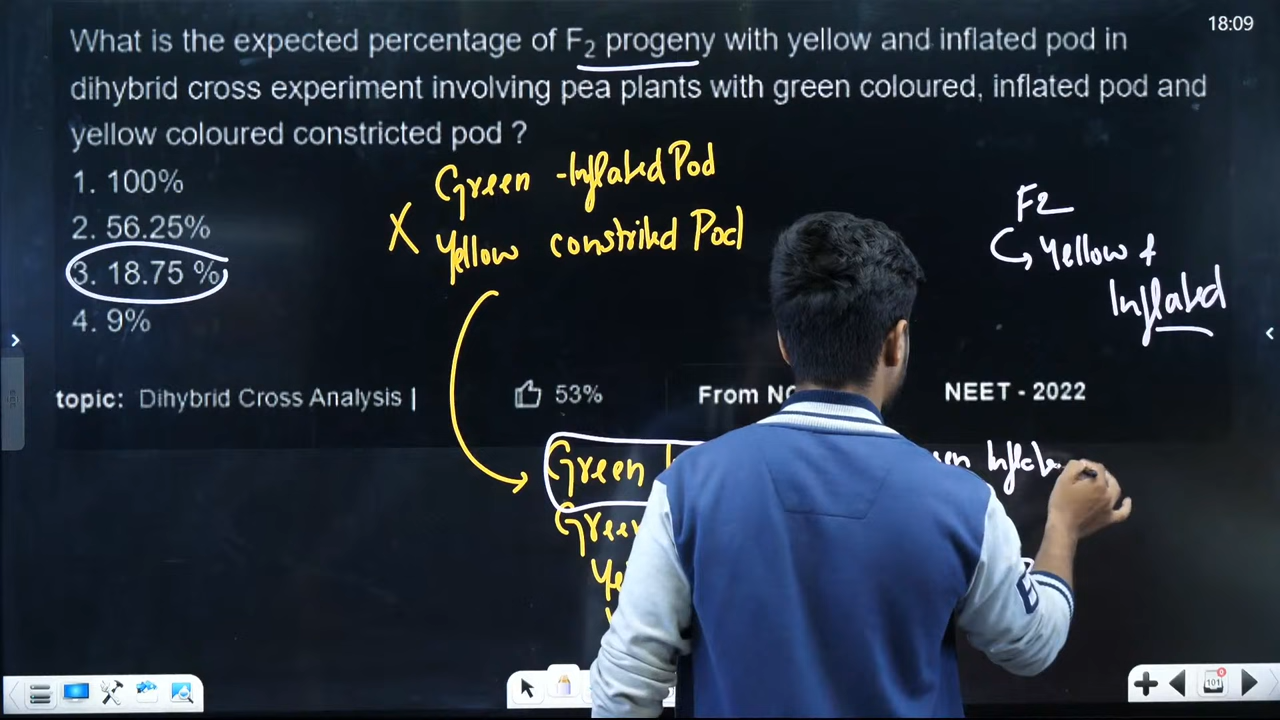 18:09
What is the expected percentage of F₂ progeny with yellow and inflated pod in
dihybrid cross experiment involving pea plants with green coloured, inflated pod and
yellow coloured constricted pod ?
1. 100%
2. 56.25%
3. 18.75 %
4. 9%
Green - Inflated Pod
X Yellow constrited Pod
F2
Yellow +
Inflated
topic: Dihybrid Cross Analysis |
53%
From
NEET - 2022
Green
101